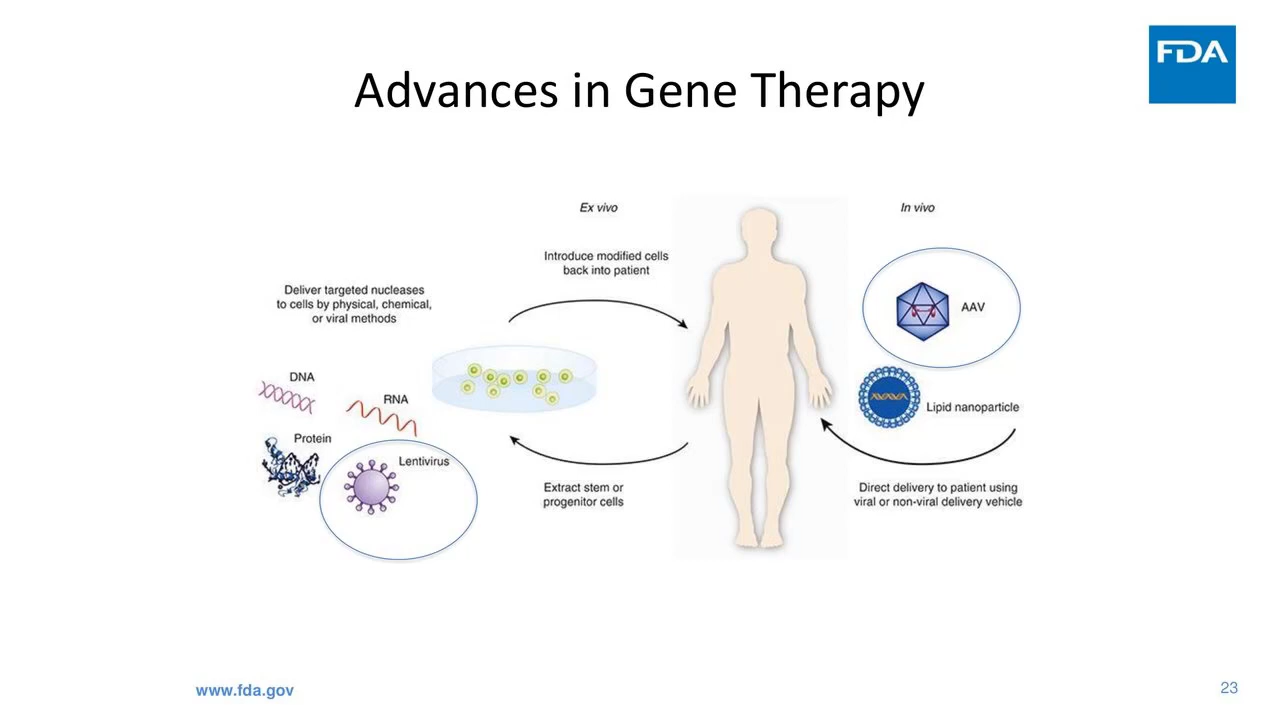 FDA
Advances in Gene Therapy
Ex vivo
In vivo
Introduce modified cells
back into patient
Deliver targeted nucleases
to cells by physical, chemical,
or viral methods
AAV
DNA
RNA
Lipid nanoparticle
Protein
Lentivirus
Extract stem or
progenitor cells
Direct delivery to patient using
viral or non-viral delivery vehicle
www.fda.gov
23